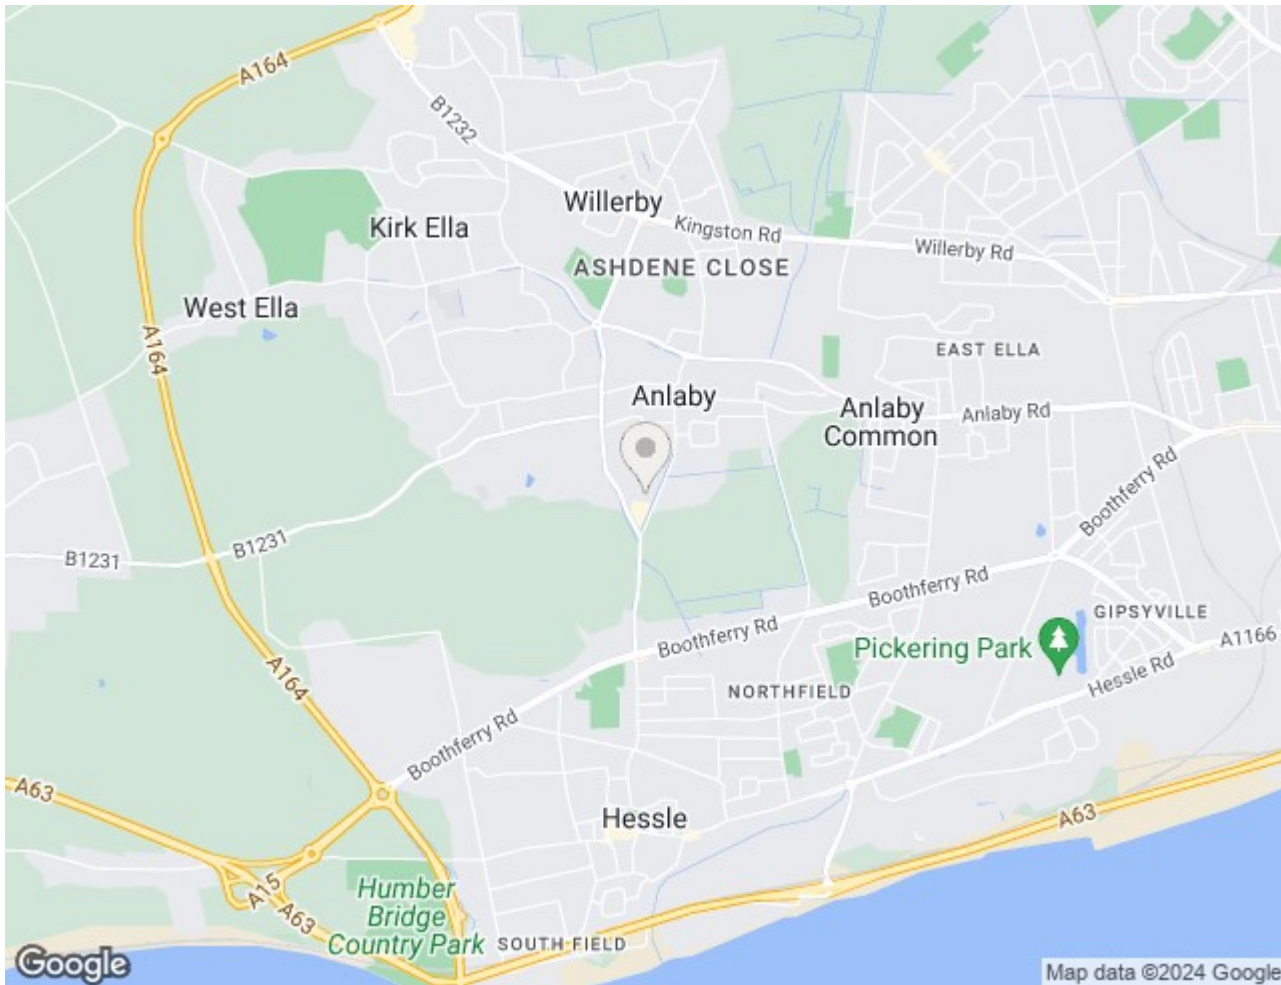 A164
B1232
Willerby
Kirk Ella
Kingston Rd
Willerby Rd
ASHDENE CLOSE
West Ella
A164
EAST ELLA
Anlaby
Anlaby
Common
Anlaby Rd
Boothferry Rd
B1231
B1231
Boothferry Rd
GIPSYVILLE
Boothferry Rd
Pickering Park
A1166
A164
Hessle Rd
NORTHFIELD
Boothferry Rd
A63
Hessle
A63
A15
Humber
Bridge
Country Park
A63
SOUTH FIELD
Google
Map data ©2024 Google